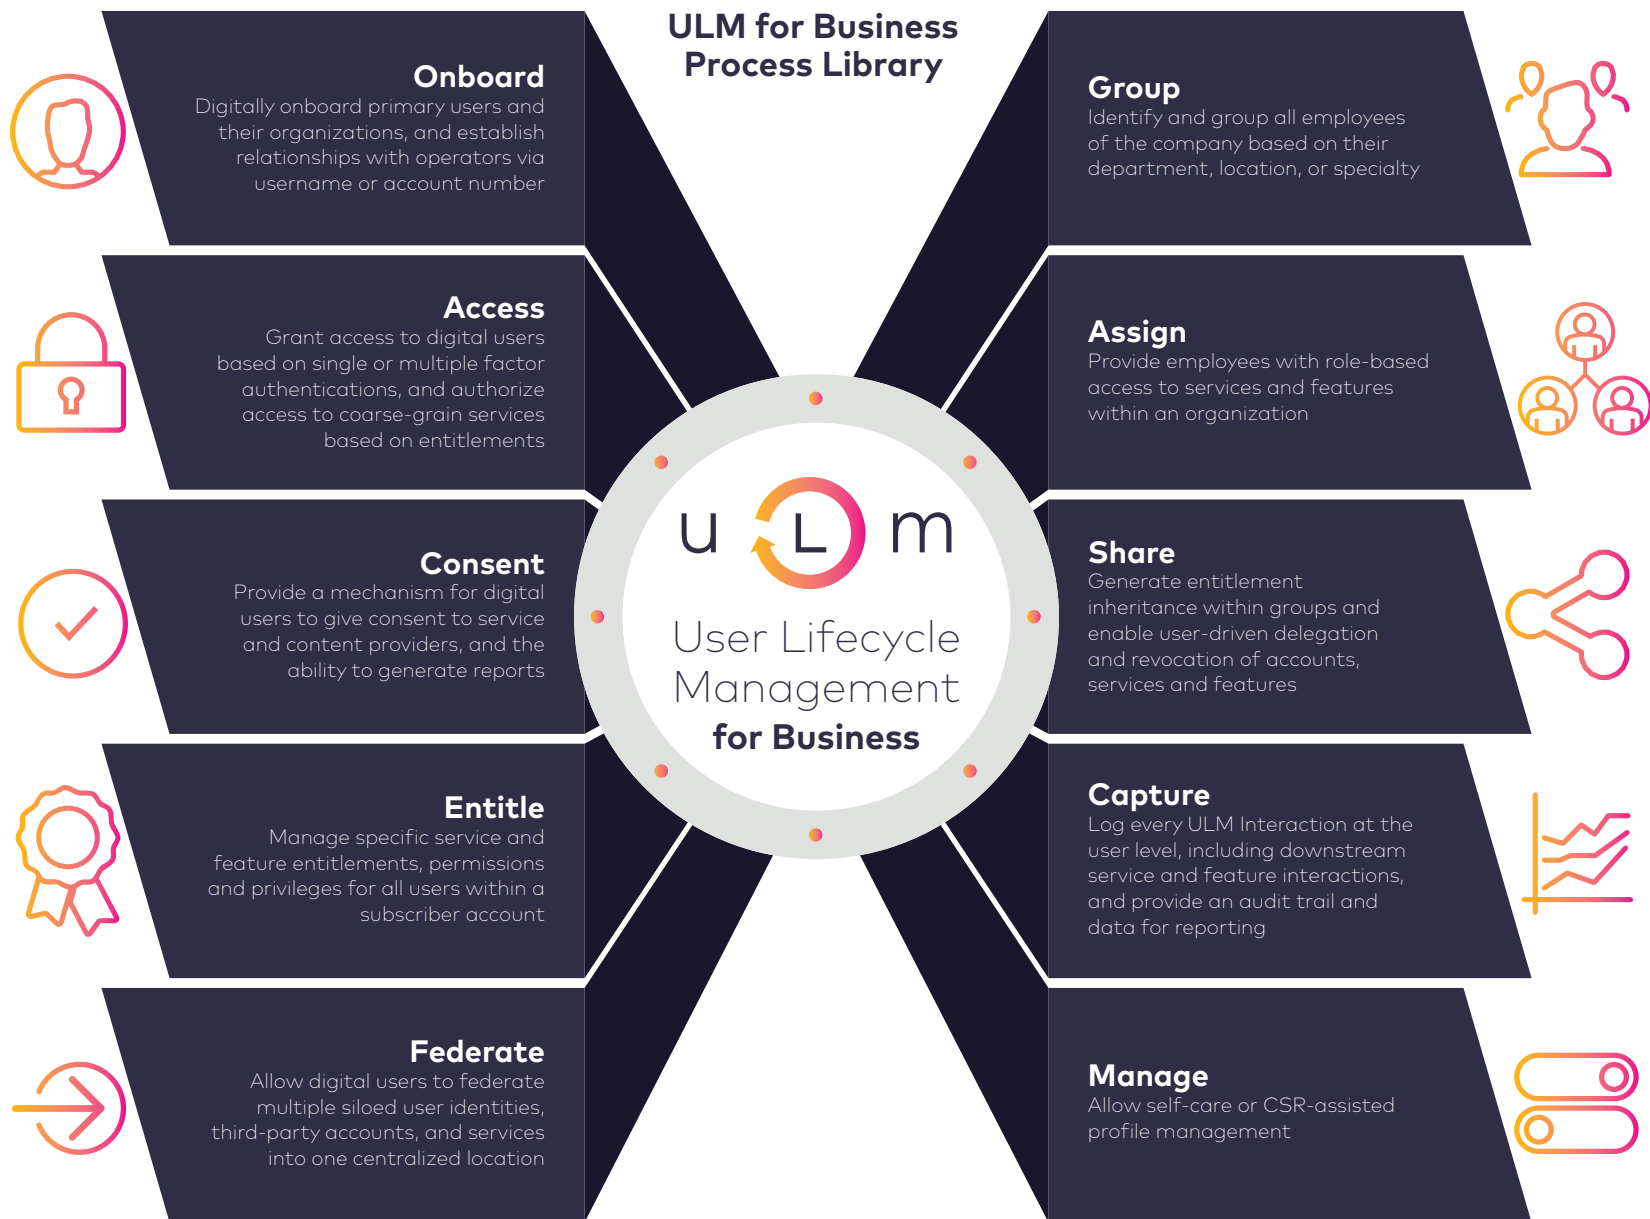 ULM for Business
Process Library
Onboard
Digitally onboard primary users and
their organizations, and establish
relationships with operators via
username or account number
Access
Grant access to digital users
based on single or multiple factor
authentications, and authorize
access to coarse-grain services
based on entitlements
Consent
Provide a mechanism for digital
users to give consent to service
and content providers, and the
ability to generate reports
Entitle
Manage specific service and
feature entitlements, permissions
and privileges for all users within a
subscriber account
Federate
Allow digital users to federate
multiple siloed user identities,
third-party accounts, and services
into one centralized location
u L m
User Lifecycle
Management
for Business
Group
Identify and group all employees
of the company based on their
department, location, or specialty
Assign
Provide employees with role-based
access to services and features
within an organization
Share
Generate entitlement
inheritance within groups and
enable user-driven delegation
and revocation of accounts,
services and features
Capture
Log every ULM Interaction at the
user level, including downstream
service and feature interactions,
and provide an audit trail and
data for reporting
Manage
Allow self-care or CSR-assisted
profile management